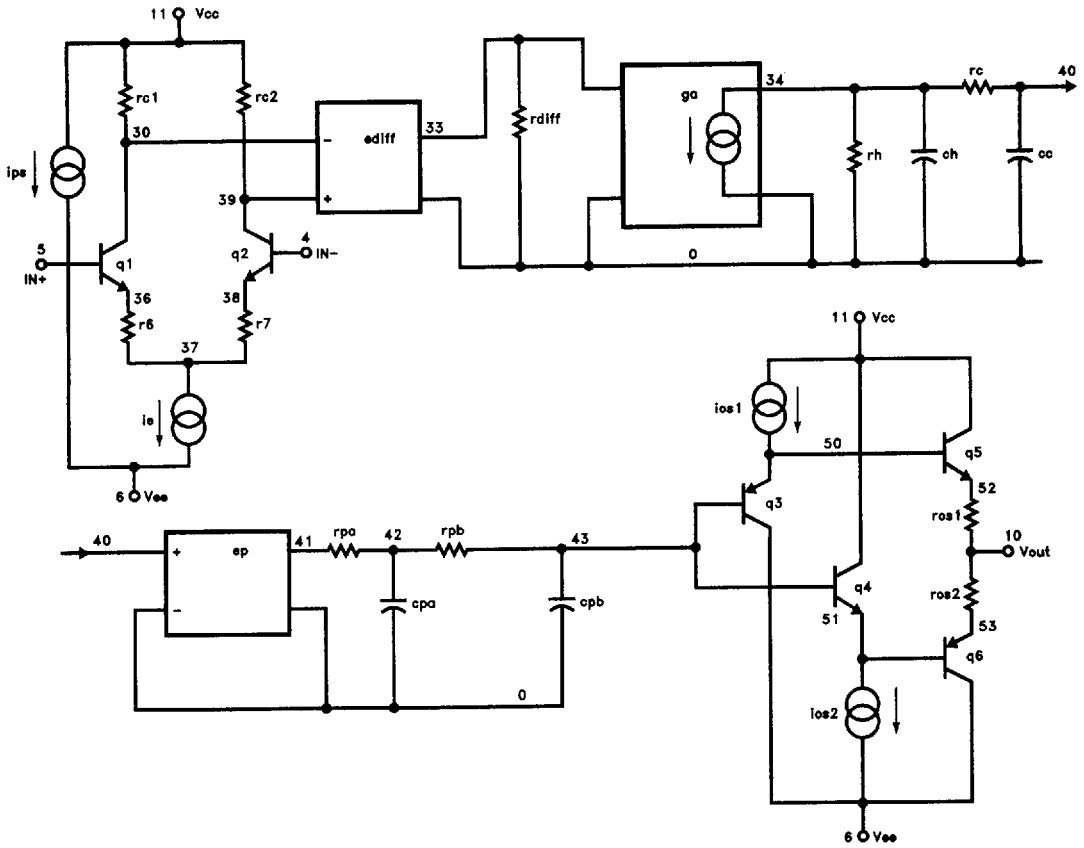 11 Vcc
rc1
rc2
30
ips
ediff
-
+
33
39
5
IN+
q1
q2
4
IN-
36
38
r6
r7
37
ie
6 Vee
rdiff
ga
34
rc
40
rh
ch
cc
0
40
ep
+
-
41
rpa
42
rpb
43
cpa
cpb
0
11 Vcc
ios1
50
q5
q3
52
ros1
10
Vout
q4
51
ros2
53
q6
ios2
6 Vee